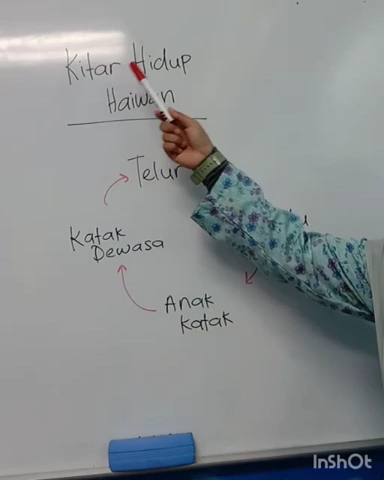 Kitar Hidup
Haiwan
Telur
Katak
Dewasa
Anak
Katak
InShOt